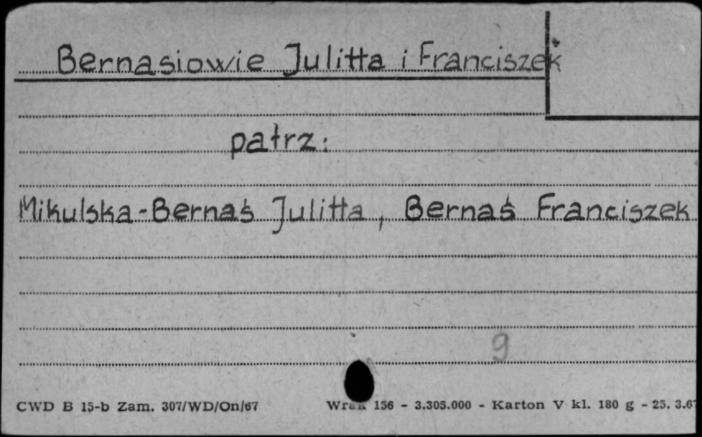 Bernasiowie Julitta i Franciszek
patrz:
Mikulska-Bernaś Julitta, Bernaś Franciszek
9
CWD B 15-b Zam. 307/WD/On/67 156 - 3.305.000 - Karton V kl. 180 g - 25. 3.67